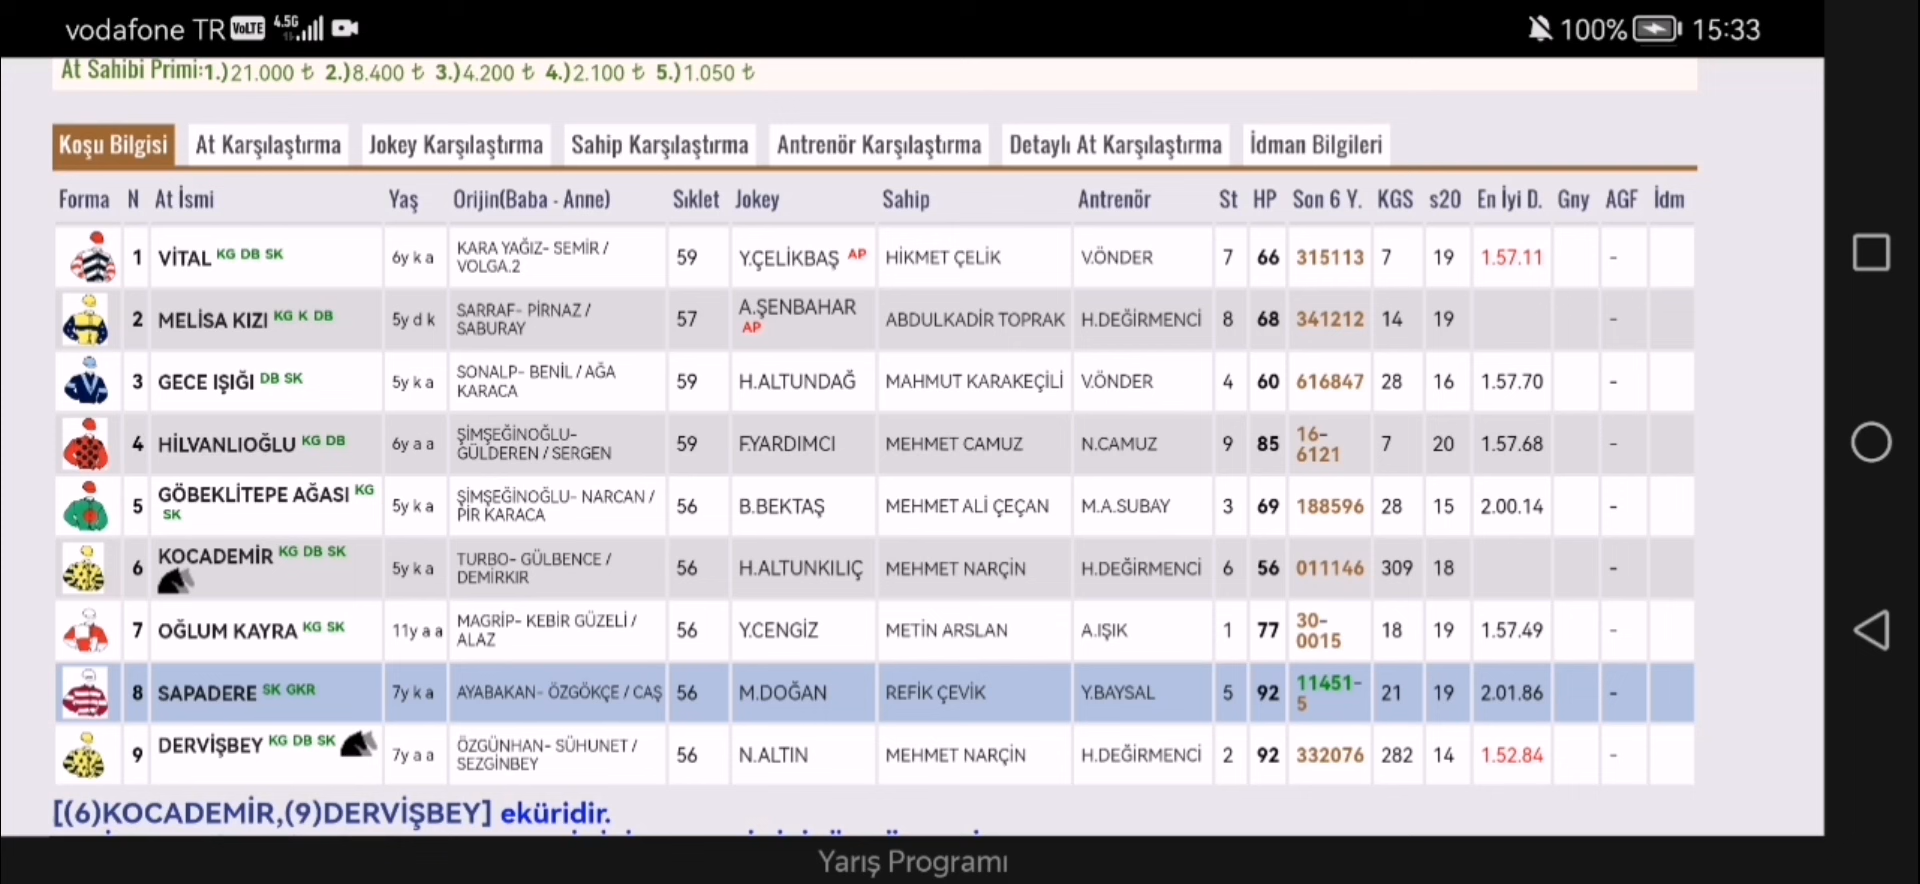 vodafone TR VoLTE 4.5G 100% 15:33
At Sahibi Primi:1.)21.000 ₺ 2.)8.400 ₺ 3.)4.200 ₺ 4.)2.100 ₺ 5.)1.050 ₺
Koşu Bilgisi At Karşılaştırma Jokey Karşılaştırma Sahip Karşılaştırma Antrenör Karşılaştırma Detaylı At Karşılaştırma İdman Bilgileri
Forma N At İsmi Yaş Orijin(Baba - Anne) Sıklet Jokey Sahip Antrenör St HP Son 6 Y. KGS s20 En İyi D. Gny AGF İdm
1 VİTAL KG DB SK 6y k a KARA YAĞIZ- SEMİR / VOLGA.2 59 Y.ÇELİKBAŞ AP HİKMET ÇELİK V.ÖNDER 7 66 315113 7 19 1.57.11 -
2 MELİSA KIZI KG K DB 5y d k SARRAF- PİRNAZ / SABURAY 57 A.ŞENBAHAR AP ABDULKADİR TOPRAK H.DEĞİRMENCİ 8 68 341212 14 19 -
3 GECE IŞIĞI DB SK 5y k a SONALP- BENİL / AĞA KARACA 59 H.ALTUNDAĞ MAHMUT KARAKEÇİLİ V.ÖNDER 4 60 616847 28 16 1.57.70 -
4 HİLVANLIOĞLU KG DB 6y a a ŞİMŞEĞİNOĞLU- GÜLDEREN / SERGEN 59 F.YARDIMCI MEHMET CAMUZ N.CAMUZ 9 85 16-6121 7 20 1.57.68 -
5 GÖBEKLİTEPE AĞASI KG SK 5y k a ŞİMŞEĞİNOĞLU- NARCAN / PİR KARACA 56 B.BEKTAŞ MEHMET ALİ ÇEÇAN M.A.SUBAY 3 69 188596 28 15 2.00.14 -
6 KOCADEMİR KG DB SK 5y k a TURBO- GÜLBENCE / DEMİRKIR 56 H.ALTUNKILIÇ MEHMET NARÇİN H.DEĞİRMENCİ 6 56 011146 309 18 -
7 OĞLUM KAYRA KG SK 11y a a MAGRİP- KEBİR GÜZELİ / ALAZ 56 Y.CENGİZ METİN ARSLAN A.IŞIK 1 77 30-0015 18 19 1.57.49 -
8 SAPADERE SK GKR 7y k a AYABAKAN- ÖZGÖKÇE / CAŞ 56 M.DOĞAN REFİK ÇEVİK Y.BAYSAL 5 92 11451-5 21 19 2.01.86 -
9 DERVİŞBEY KG DB SK 7y a a ÖZGÜNHAN- SÜHUNET / SEZGİNBEY 56 N.ALTIN MEHMET NARÇİN H.DEĞİRMENCİ 2 92 332076 282 14 1.52.84 -
[(6)KOCADEMİR,(9)DERVİŞBEY] eküridir.
Yarış Programı